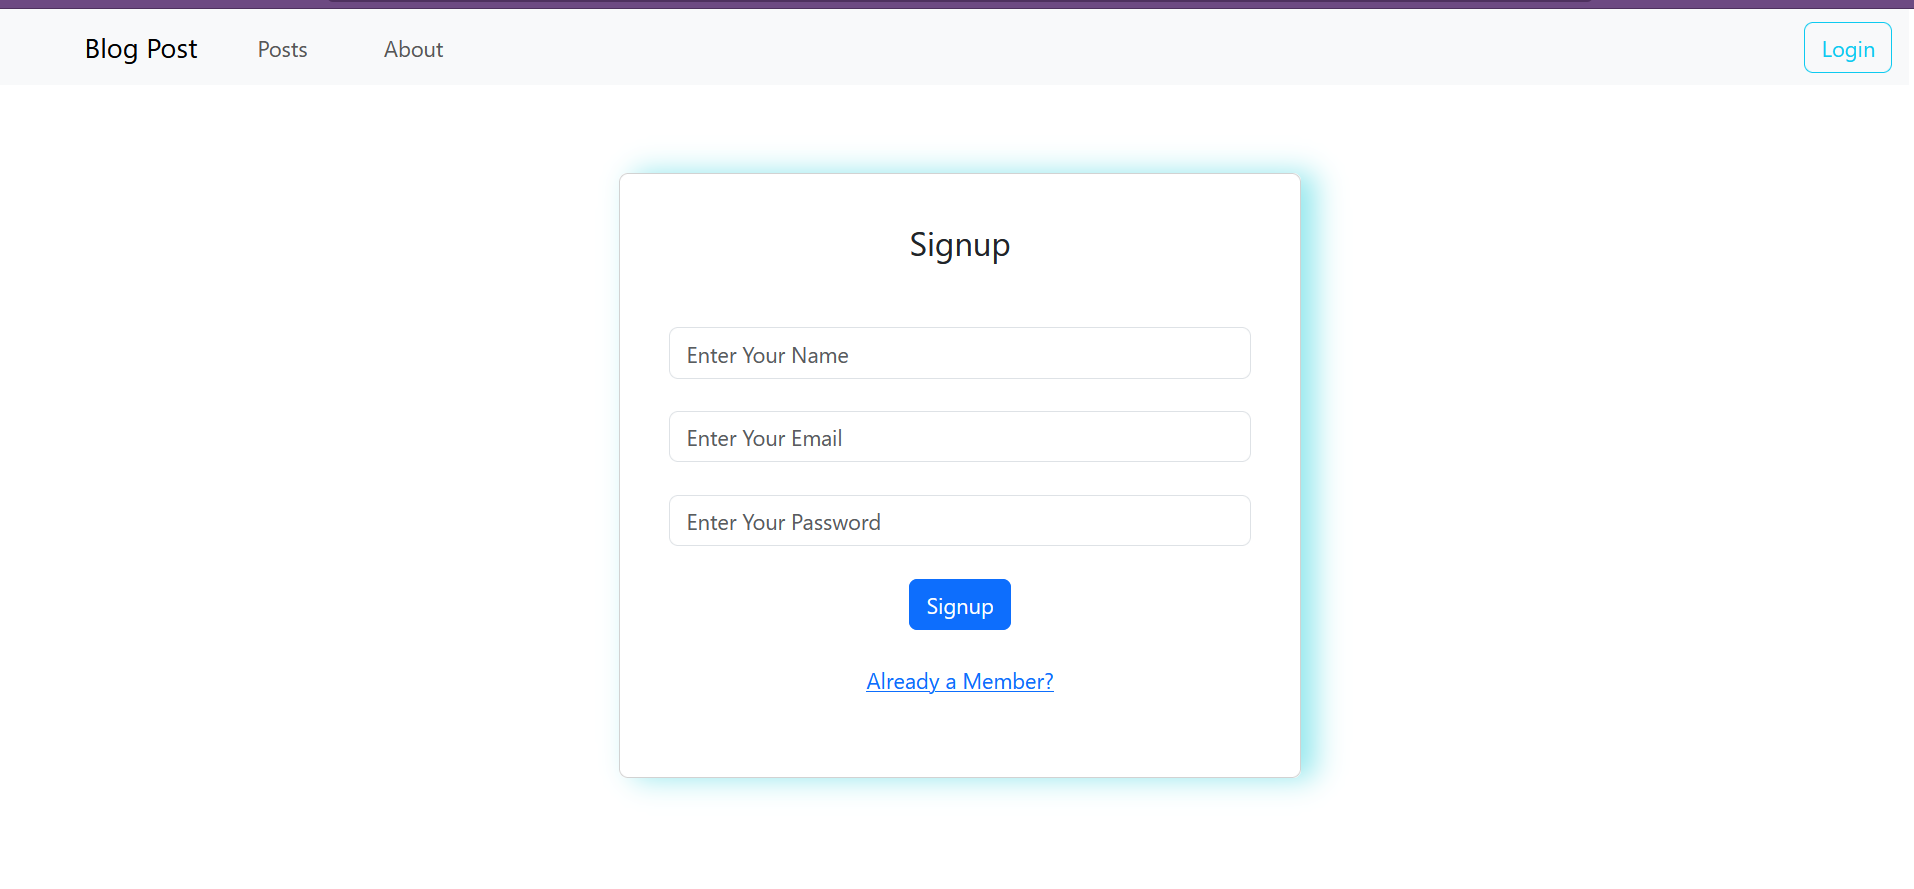 Blog Post Posts About Login
Signup
Enter Your Name
Enter Your Email
Enter Your Password
Signup
Already a Member?